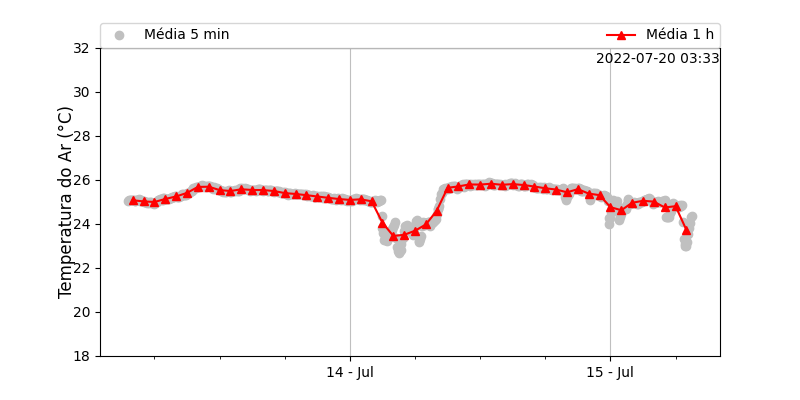 Média 5 min
Média 1 h
2022-07-20 03:33
Temperatura do Ar (°C)
32
30
28
26
24
22
20
18
14 - Jul
15 - Jul